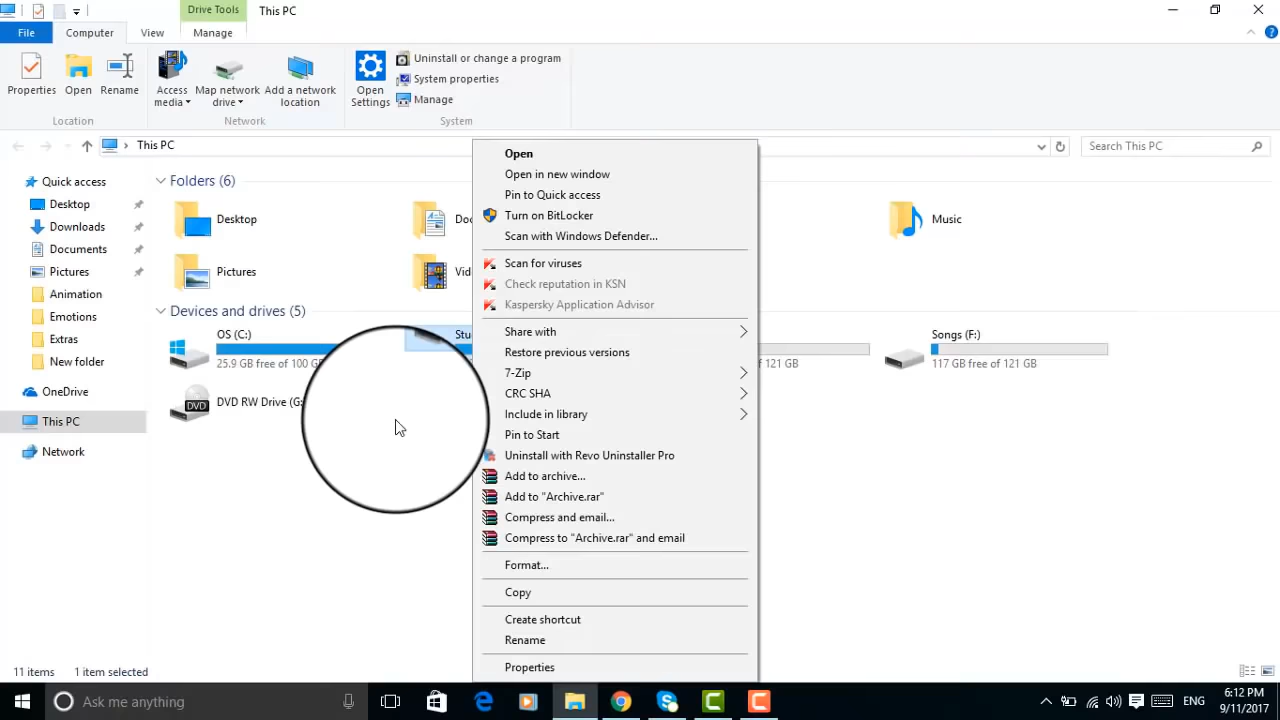 Drive Tools
This PC
File
Computer
View
Manage
Properties
Open
Rename
Access media
Map network drive
Add a network location
Open Settings
Uninstall or change a program
System properties
Manage
Location
Network
System
This PC
Search This PC
Quick access
Desktop
Downloads
Documents
Pictures
Animation
Emotions
Extras
New folder
OneDrive
This PC
Network
Folders (6)
Desktop
Music
Pictures
Devices and drives (5)
OS (C:)
25.9 GB free of 100
of 121 GB
Songs (F:)
117 GB free of 121 GB
DVD RW Drive (G:
Open
Open in new window
Pin to Quick access
Turn on BitLocker
Scan with Windows Defender...
Scan for viruses
Check reputation in KSN
Kaspersky Application Advisor
Share with
Restore previous versions
7-Zip
CRC SHA
Include in library
Pin to Start
Uninstall with Revo Uninstaller Pro
Add to archive...
Add to "Archive.rar"
Compress and email...
Compress to "Archive.rar" and email
Format...
Copy
Create shortcut
Rename
Properties
11 items
1 item selected
Ask me anything
ENG
6:12 PM
9/11/2017